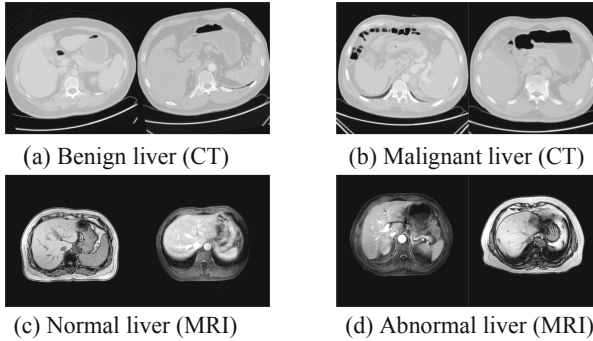 (a) Benign liver (CT)
(b) Malignant liver (CT)
(c) Normal liver (MRI)
(d) Abnormal liver (MRI)